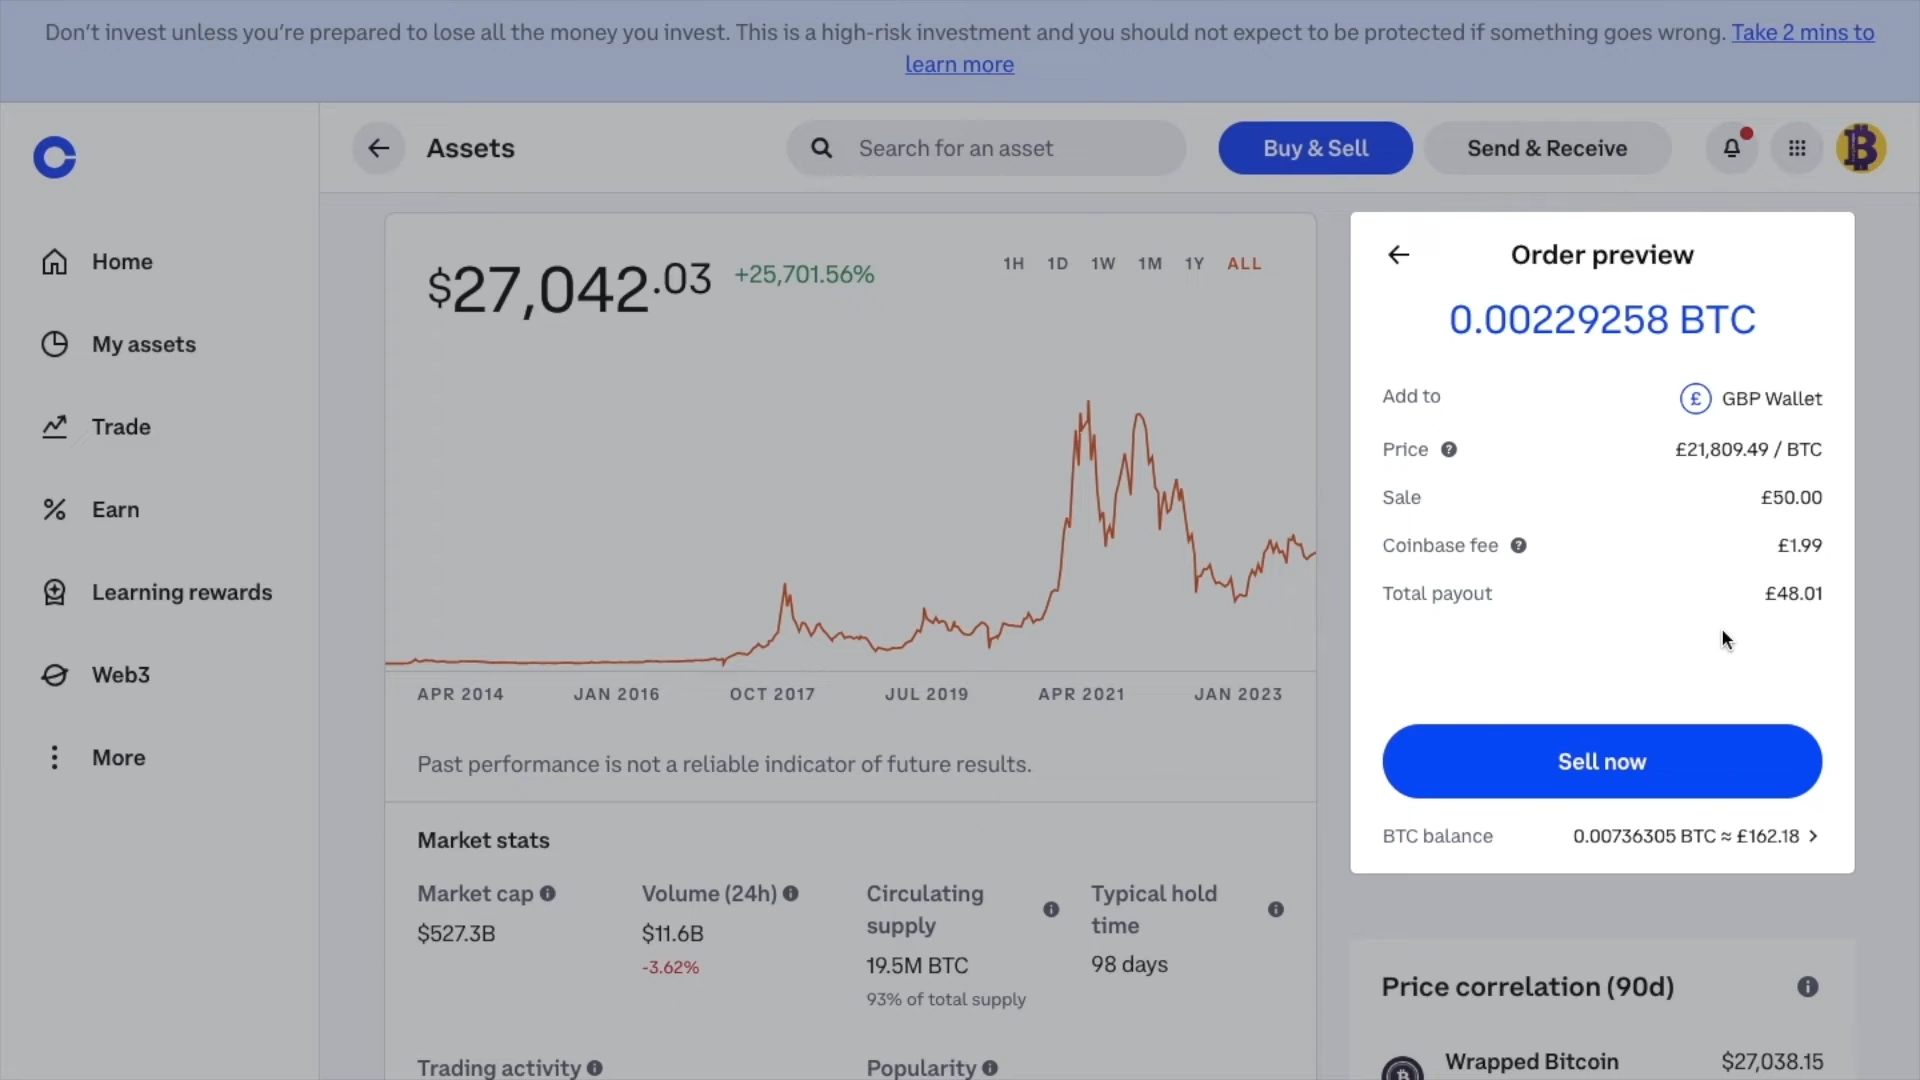 Don't invest unless you're prepared to lose all the money you invest. This is a high-risk investment and you should not expect to be protected if something goes wrong. Take 2 mins to
learn more
Assets
Search for an asset
Buy & Sell
Send & Receive
Home
My assets
Trade
Earn
Learning rewards
Web3
More
$27,042.03 +25,701.56%
1H 1D 1W 1M 1Y ALL
APR 2014 JAN 2016 OCT 2017 JUL 2019 APR 2021 JAN 2023
Past performance is not a reliable indicator of future results.
Market stats
Market cap
$527.3B
Volume (24h)
$11.6B
-3.62%
Circulating
supply
19.5M BTC
93% of total supply
Typical hold
time
98 days
Trading activity
Popularity
Order preview
0.00229258 BTC
Add to £ GBP Wallet
Price ? £21,809.49 / BTC
Sale £50.00
Coinbase fee ? £1.99
Total payout £48.01
Sell now
BTC balance 0.00736305 BTC ≈ £162.18
Price correlation (90d)
Wrapped Bitcoin $27,038.15